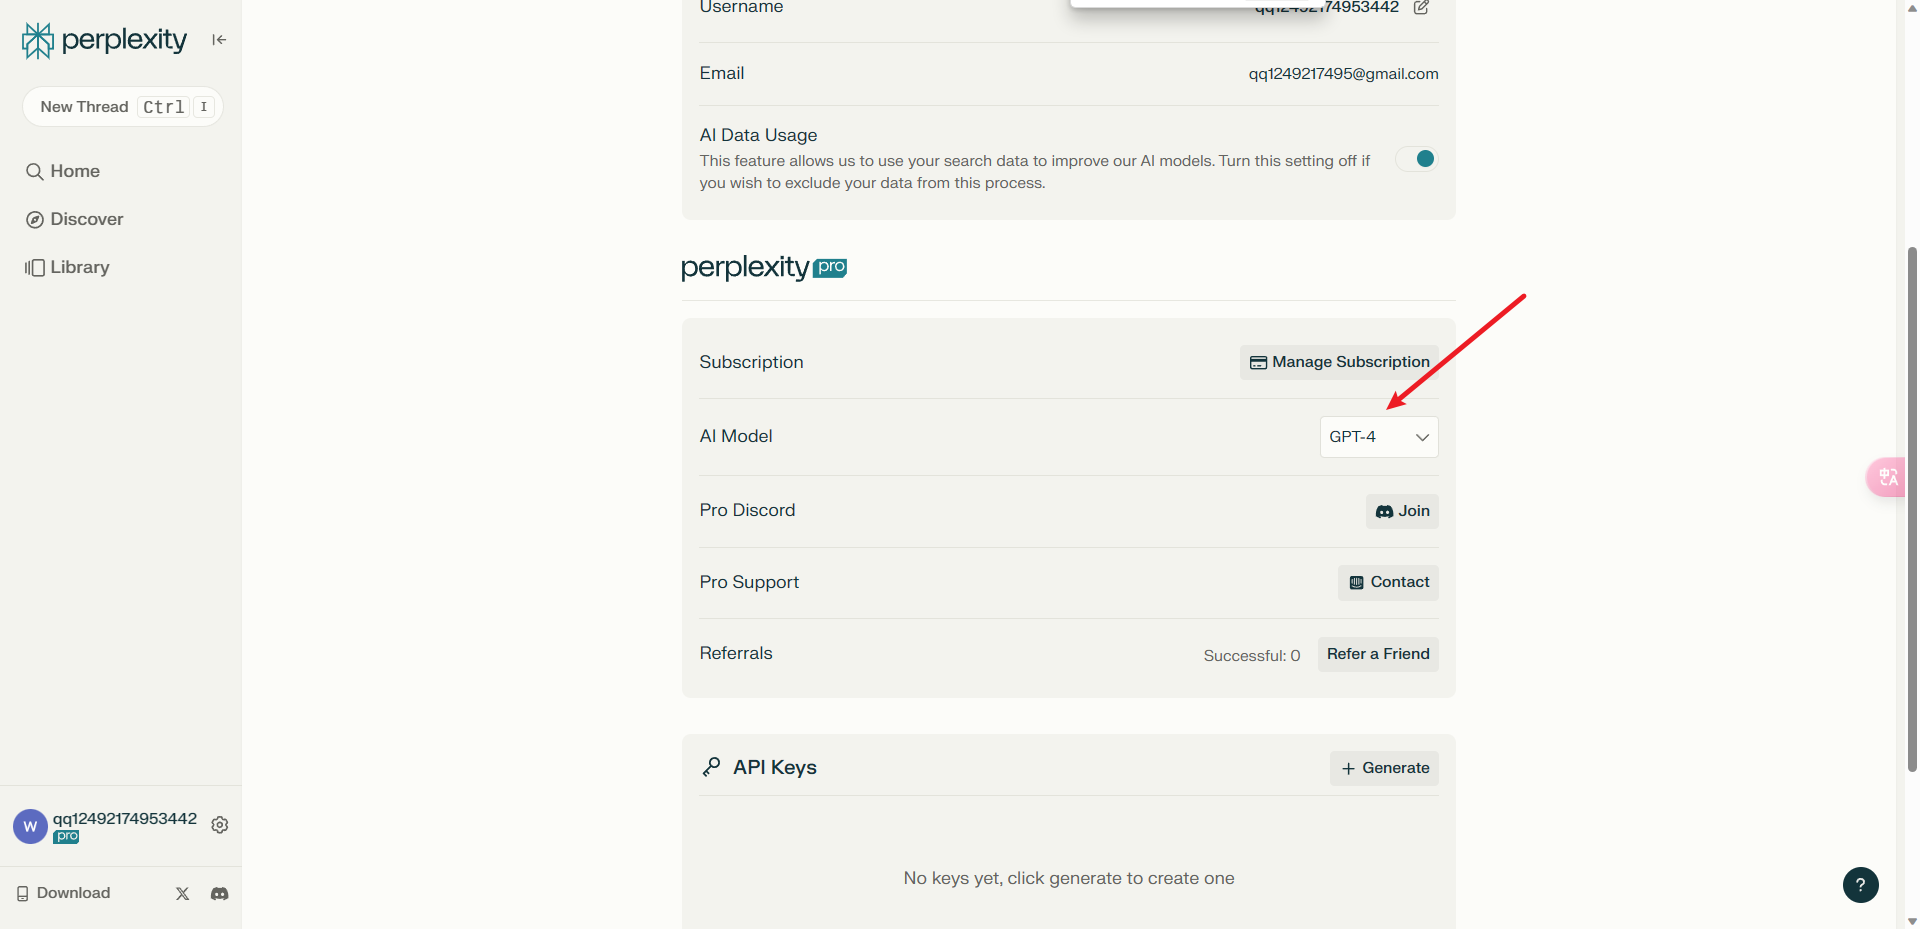 perplexity
New Thread Ctrl I
Home
Discover
Library
qq12492174953442
pro
Download
Username qq12492174953442
Email qq1249217495@gmail.com
AI Data Usage
This feature allows us to use your search data to improve our AI models. Turn this setting off if
you wish to exclude your data from this process.
perplexity pro
Subscription Manage Subscription
AI Model GPT-4
Pro Discord Join
Pro Support Contact
Referrals Successful: 0 Refer a Friend
API Keys + Generate
No keys yet, click generate to create one
中 A
?